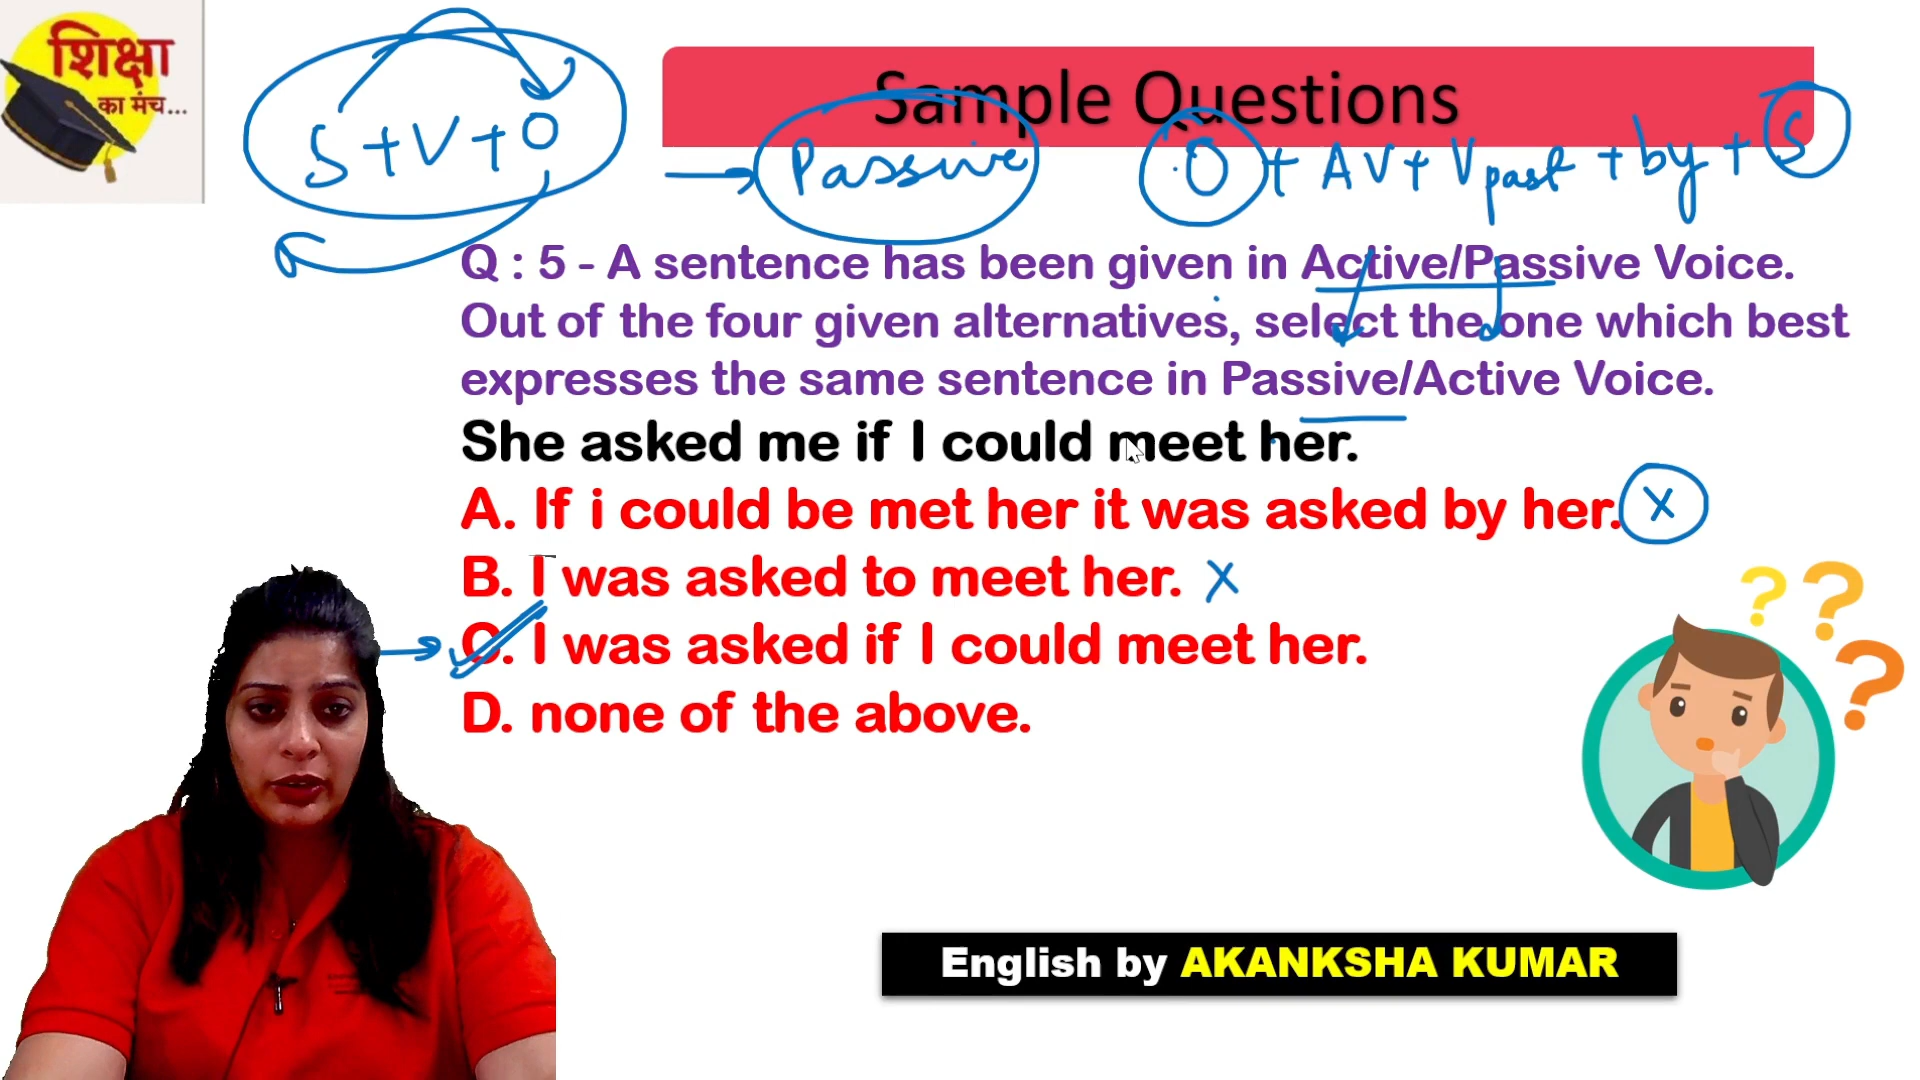 शिक्षा
का मंच...
Sample Questions
S + V + O
→ Passive O + AV + V past + by + S
Q : 5 - A sentence has been given in Active/Passive Voice.
Out of the four given alternatives, select the one which best
expresses the same sentence in Passive/Active Voice.
She asked me if I could meet her.
A. If i could be met her it was asked by her. X
B. I was asked to meet her. X
C. I was asked if I could meet her.
D. none of the above.
? ? ?
English by AKANKSHA KUMAR